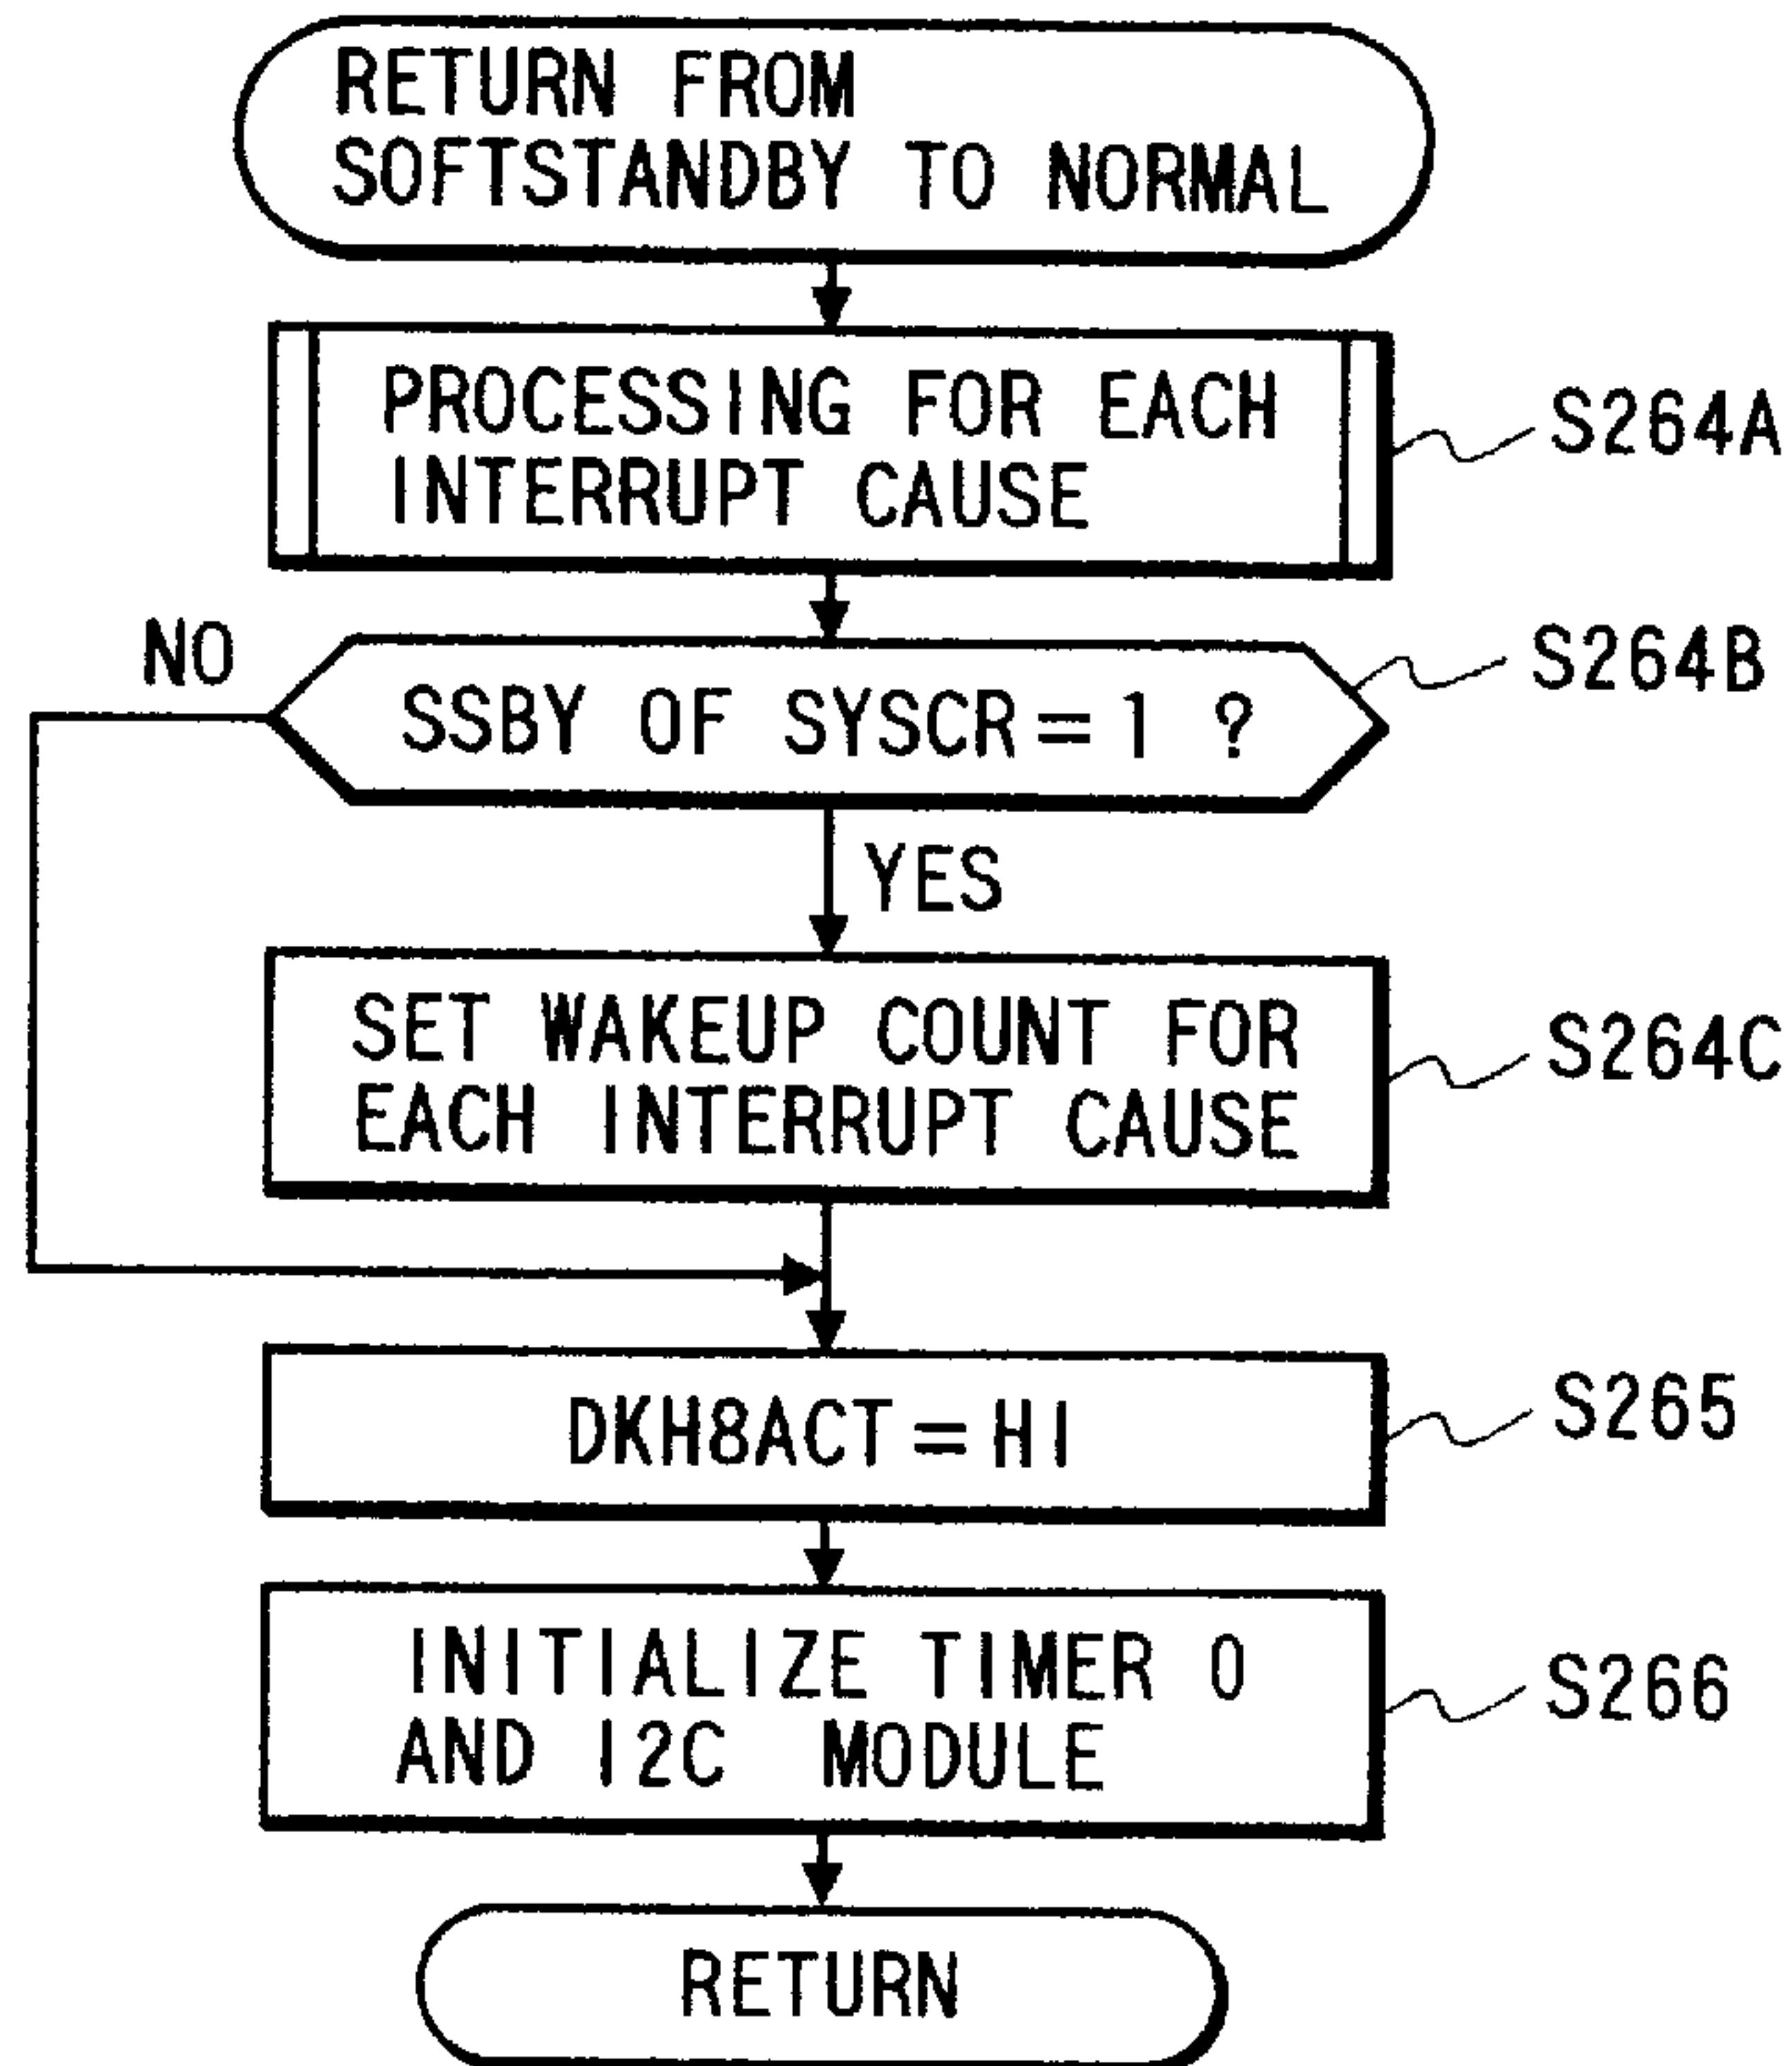 RETURN FROM
SOFTSTANDBY TO NORMAL
PROCESSING FOR EACH
INTERRUPT CAUSE
S264A
NO
SSBY OF SYSCR=1 ?
S264B
YES
SET WAKEUP COUNT FOR
EACH INTERRUPT CAUSE
S264C
DKH8ACT=HI
S265
INITIALIZE TIMER 0
AND I2C MODULE
S266
RETURN